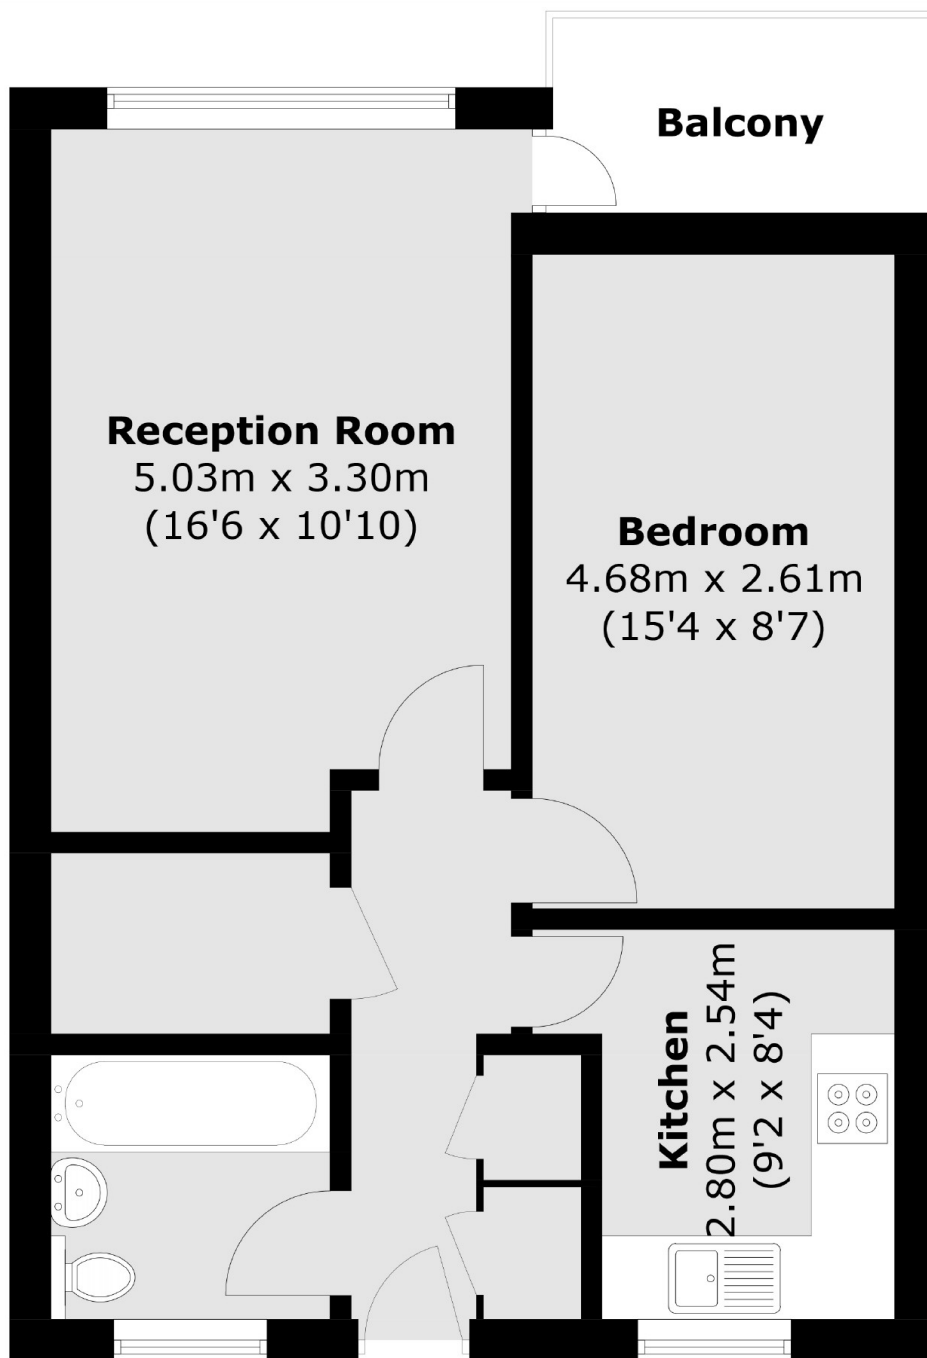 Balcony
Reception Room
5.03m x 3.30m
(16'6 x 10'10)
Bedroom
4.68m x 2.61m
(15'4 x 8'7)
Kitchen
2.80m x 2.54m
(9'2 x 8'4)